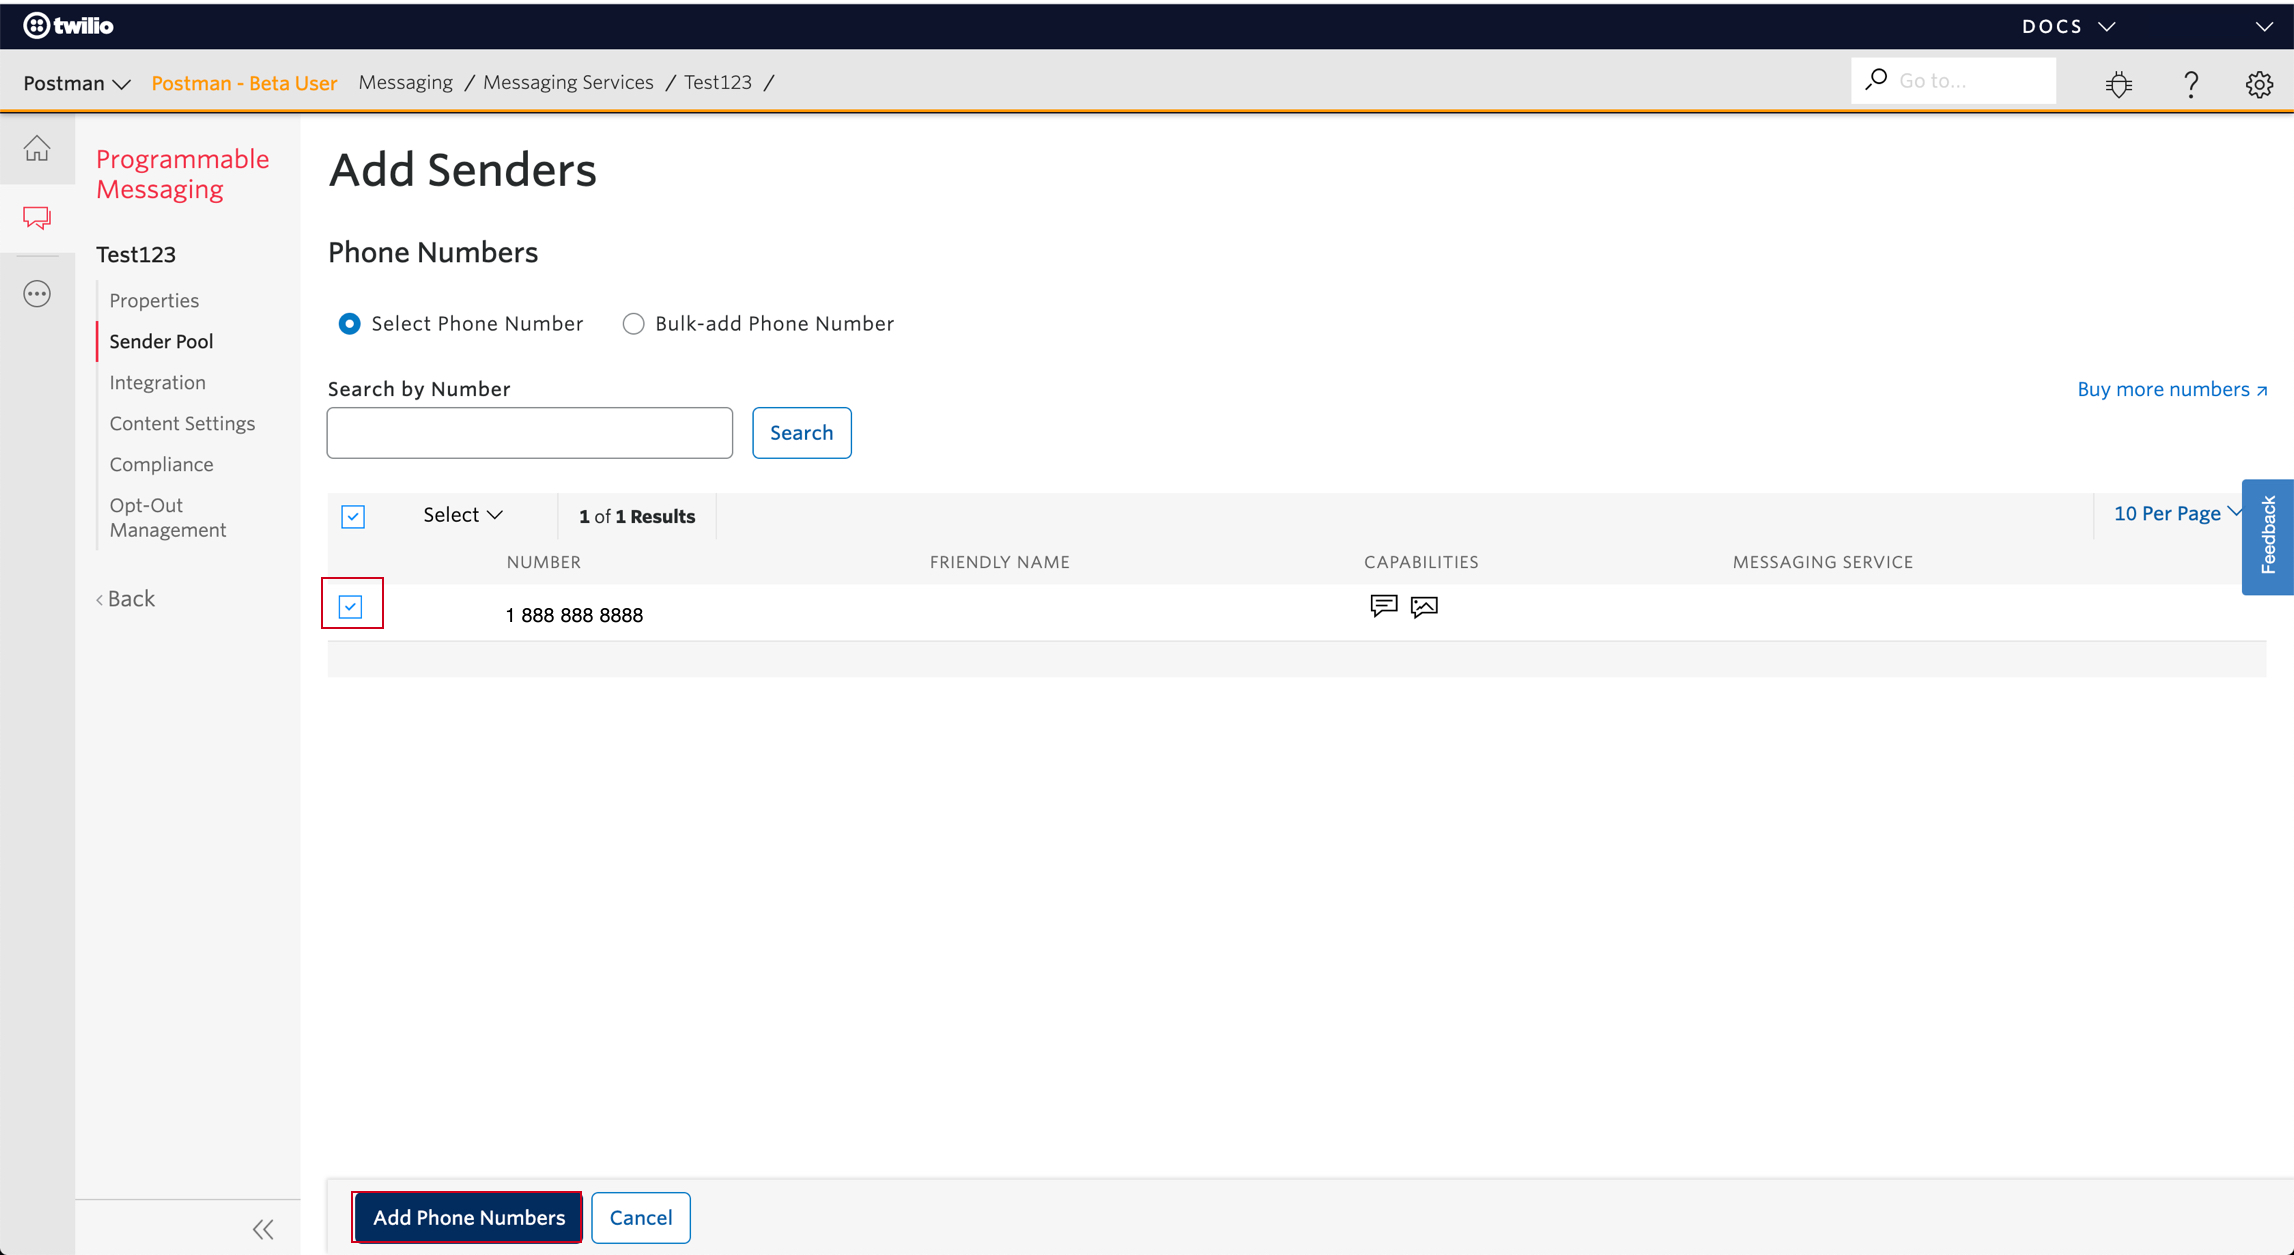 twilio
DOCS
Postman
Postman - Beta User
Messaging / Messaging Services / Test123 /
Go to...
Programmable
Messaging
Test123
Properties
Sender Pool
Integration
Content Settings
Compliance
Opt-Out
Management
‹ Back
Add Senders
Phone Numbers
Select Phone Number
Bulk-add Phone Number
Search by Number
Buy more numbers
Search
Select
1 of 1 Results
10 Per Page
Feedback
NUMBER FRIENDLY NAME CAPABILITIES MESSAGING SERVICE
1 888 888 8888
Add Phone Numbers
Cancel